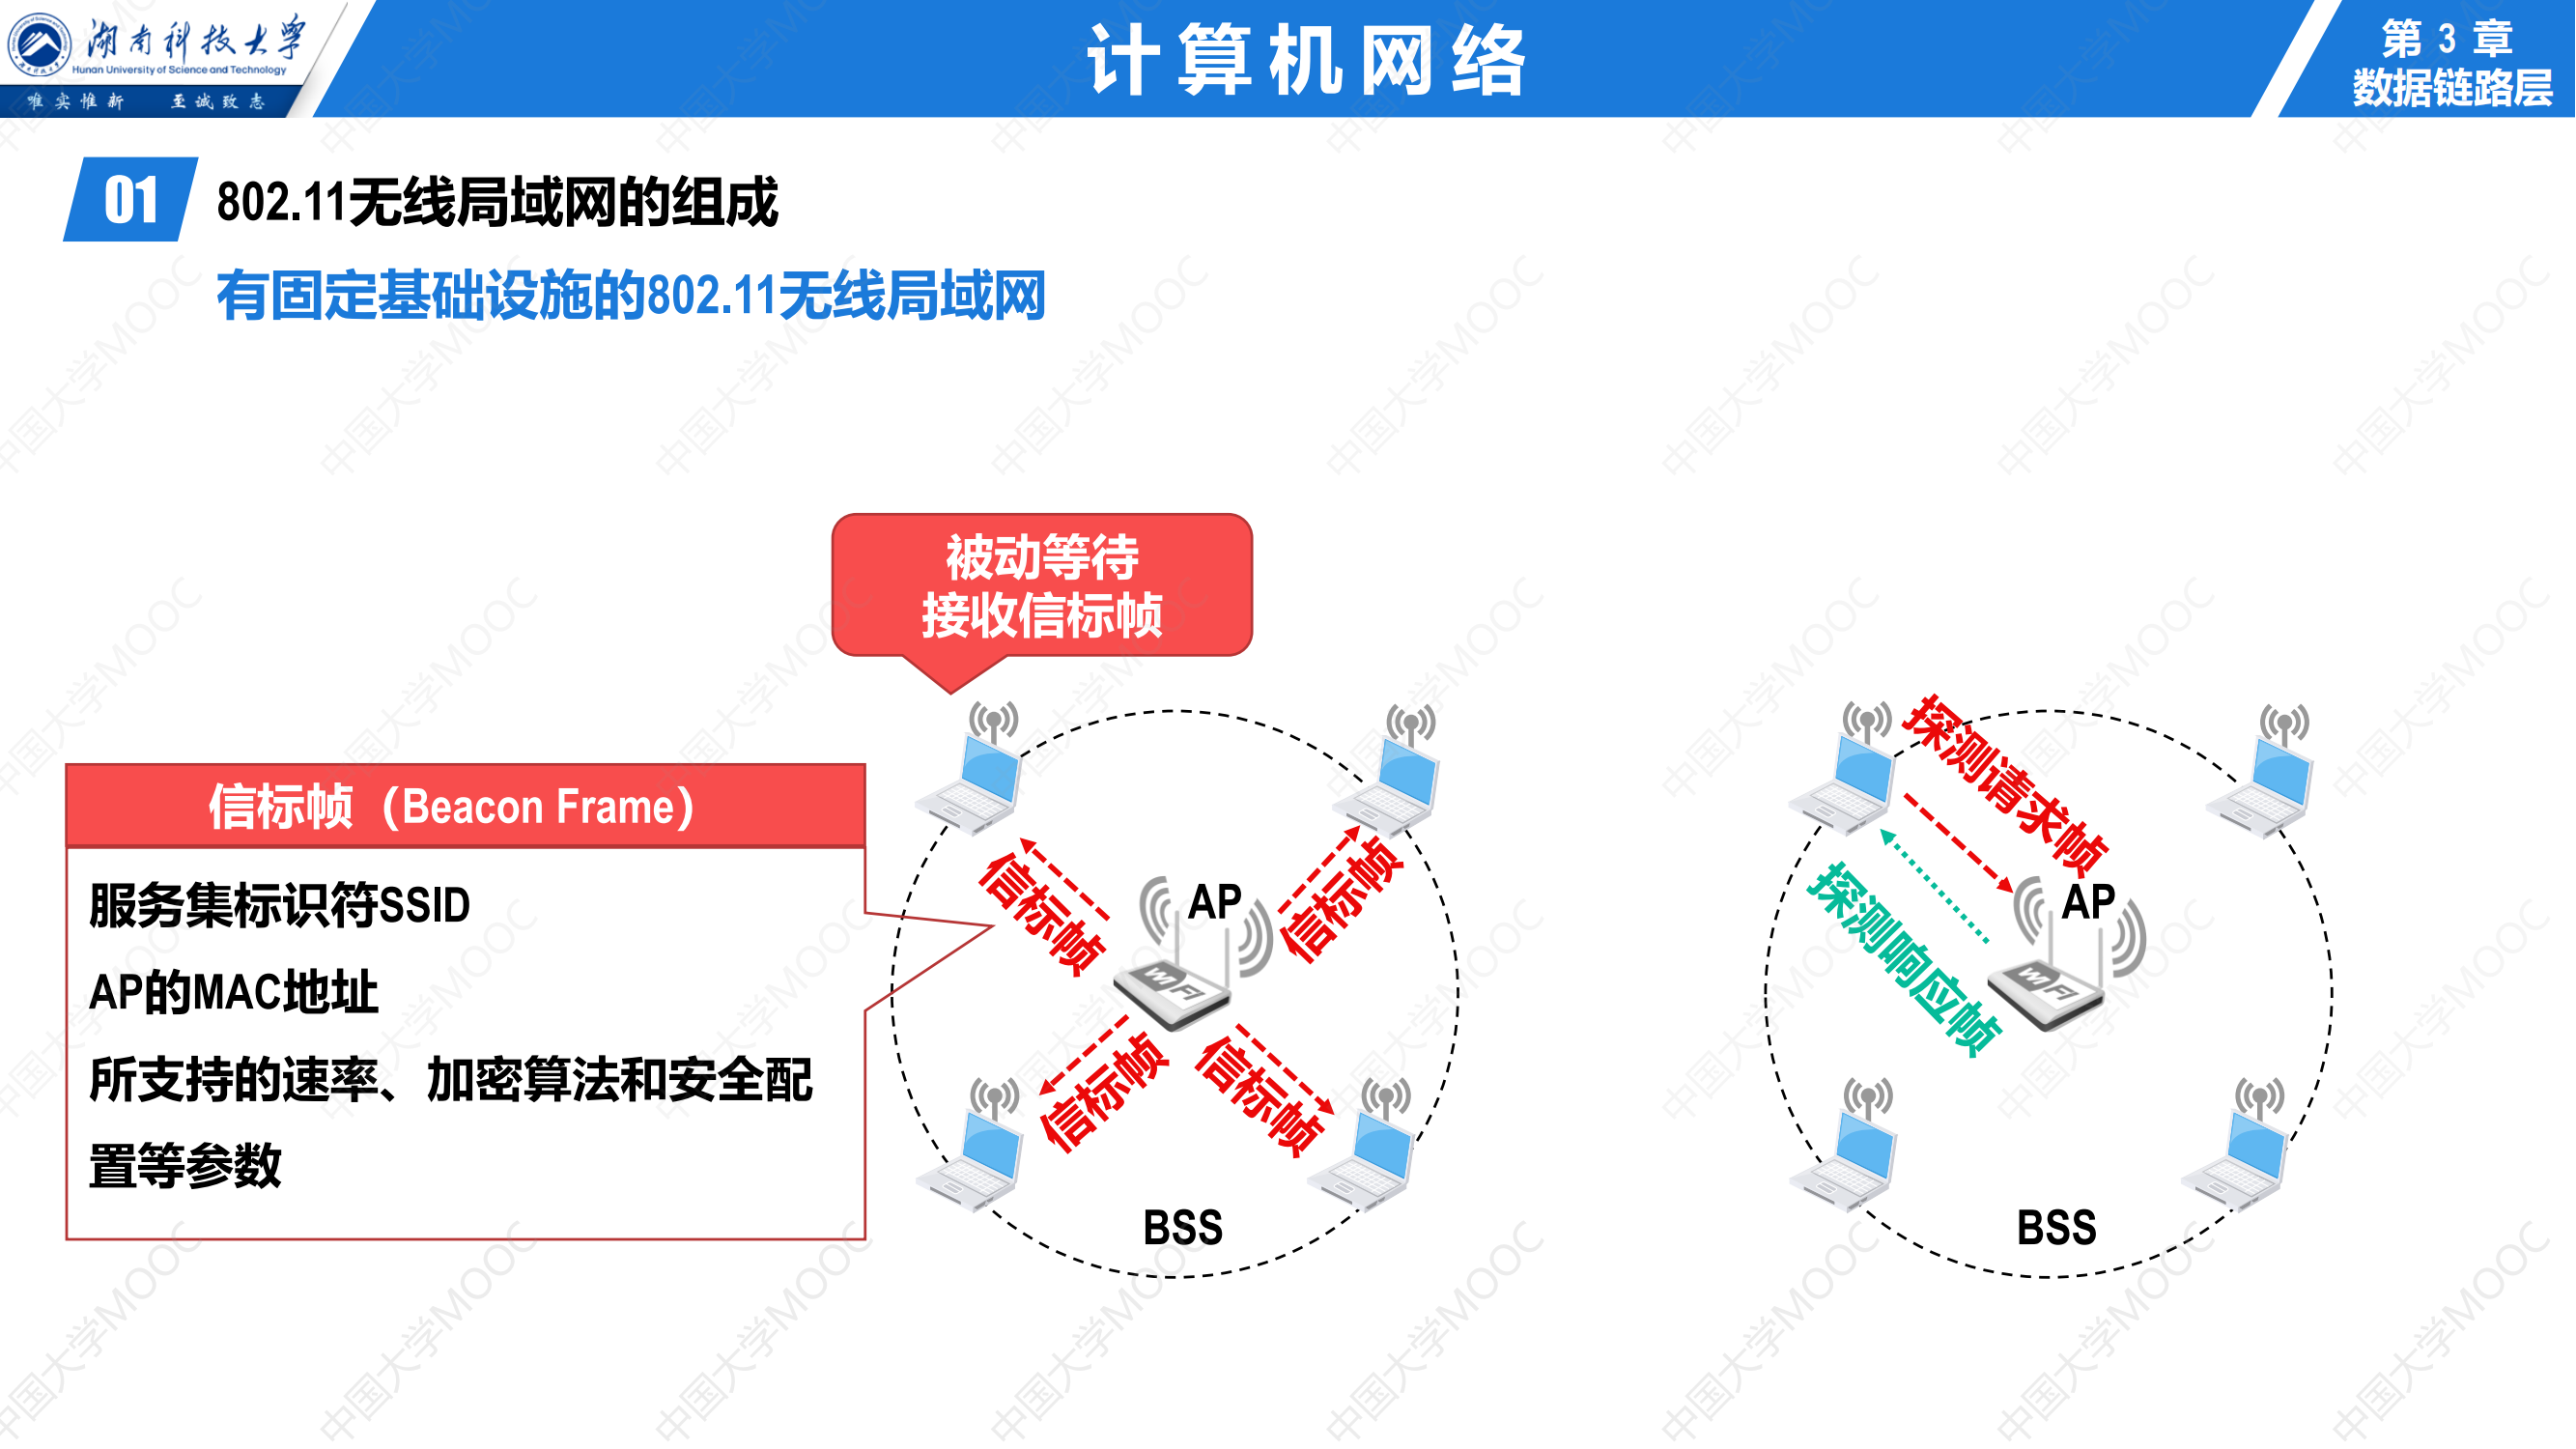 湖南科技大学
Hunan University of Science and Technology
唯实惟新 至诚致志
计算机网络
第 3 章
数据链路层
01
802.11无线局域网的组成
有固定基础设施的802.11无线局域网
被动等待
接收信标帧
信标帧（Beacon Frame）
服务集标识符SSID
AP的MAC地址
所支持的速率、加密算法和安全配
置等参数
信标帧
信标帧
AP
WiFi
信标帧
信标帧
BSS
探测请求帧
探测响应帧
AP
WiFi
BSS
中国大学MOOC